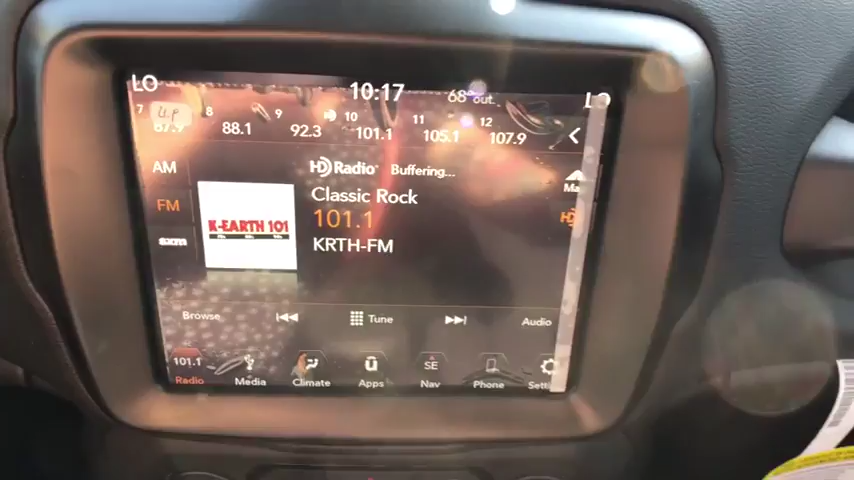 LO 10:17 68 out. LO
7 8 9 10 11 12
87.9 88.1 92.3 101.1 105.1 107.9
AM HD Radio Buffering...
Classic Rock
FM 101.1 HD
K-EARTH 101
KRTH-FM
Browse Tune Audio
101.1 SE
Radio Media Climate Apps Nav Phone